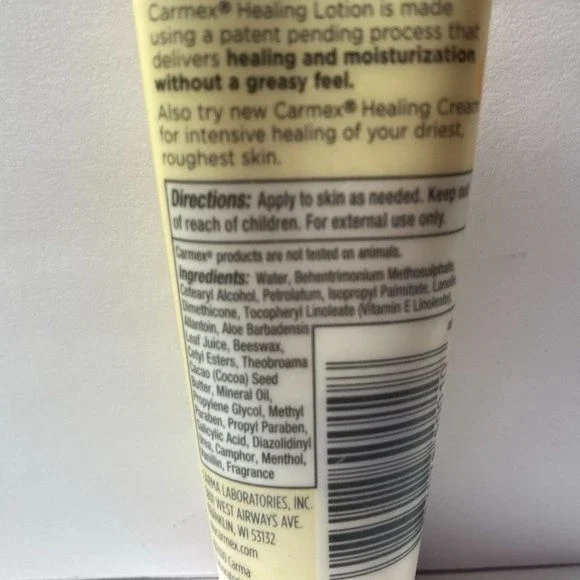 Carmex® Healing Lotion is made
using a patent pending process that
delivers healing and moisturization
without a greasy feel.
Also try new Carmex® Healing Cream
for intensive healing of your driest,
roughest skin.
Directions: Apply to skin as needed. Keep out
of reach of children. For external use only.
Carmex® products are not tested on animals.
Ingredients: Water, Behentrimonium Methosulphate,
Cetearyl Alcohol, Petrolatum, Isopropyl Palmitate, Lanolin,
Dimethicone, Tocopheryl Linoleate (Vitamin E Linoleate),
Allantoin, Aloe Barbadensis
Leaf Juice, Beeswax,
Cetyl Esters, Theobroma
Cacao (Cocoa) Seed
Butter, Mineral Oil,
Propylene Glycol, Methyl
Paraben, Propyl Paraben,
Salicylic Acid, Diazolidinyl
Urea, Camphor, Menthol,
Vanillin, Fragrance
ARMA LABORATORIES, INC.
WEST AIRWAYS AVE.
ANKLIN, WI 53132
carmex.com
Carma